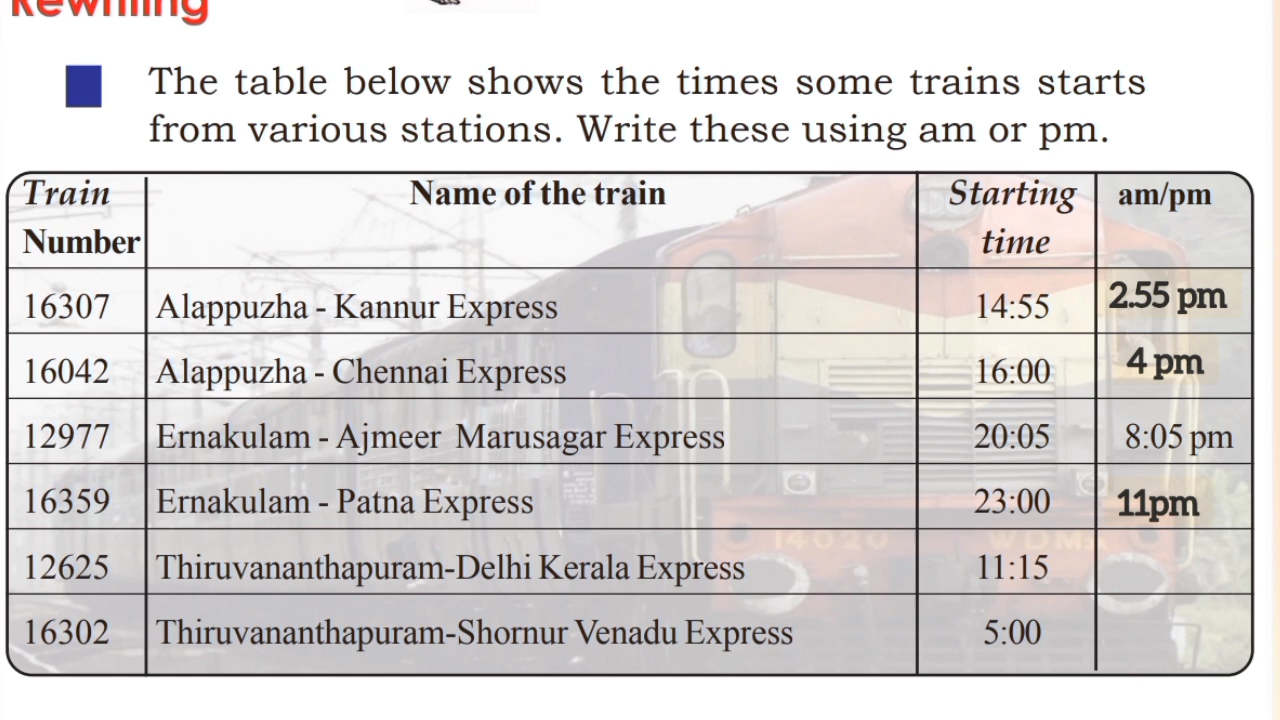 Rewriting
The table below shows the times some trains starts
from various stations. Write these using am or pm.
Train Number Name of the train Starting time am/pm
16307 Alappuzha - Kannur Express 14:55 2.55 pm
16042 Alappuzha - Chennai Express 16:00 4 pm
12977 Ernakulam - Ajmeer Marusagar Express 20:05 8:05 pm
16359 Ernakulam - Patna Express 23:00 11pm
12625 Thiruvananthapuram-Delhi Kerala Express 11:15
16302 Thiruvananthapuram-Shornur Venadu Express 5:00
14020 WDM